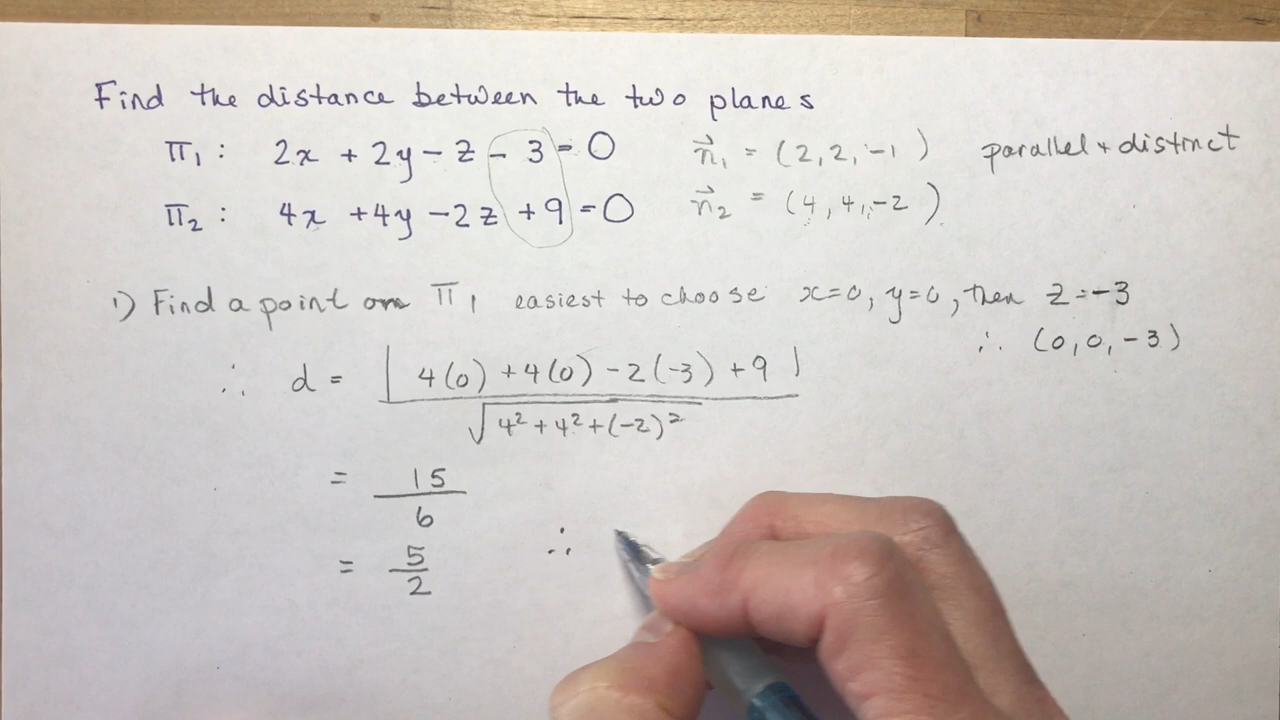 Find the distance between the two planes
π₁ : 2x + 2y - z - 3 = 0 n⃗₁ = (2, 2, -1) parallel + distinct
π₂ : 4x + 4y - 2z + 9 = 0 n⃗₂ = (4, 4, -2)
1) Find a point on π₁ easiest to choose x=0, y=0, then z=-3
∴ (0, 0, -3)
∴ d = |4(0) + 4(0) - 2(-3) + 9|
√4² + 4² + (-2)²
= 15
6
= 5
2
∴